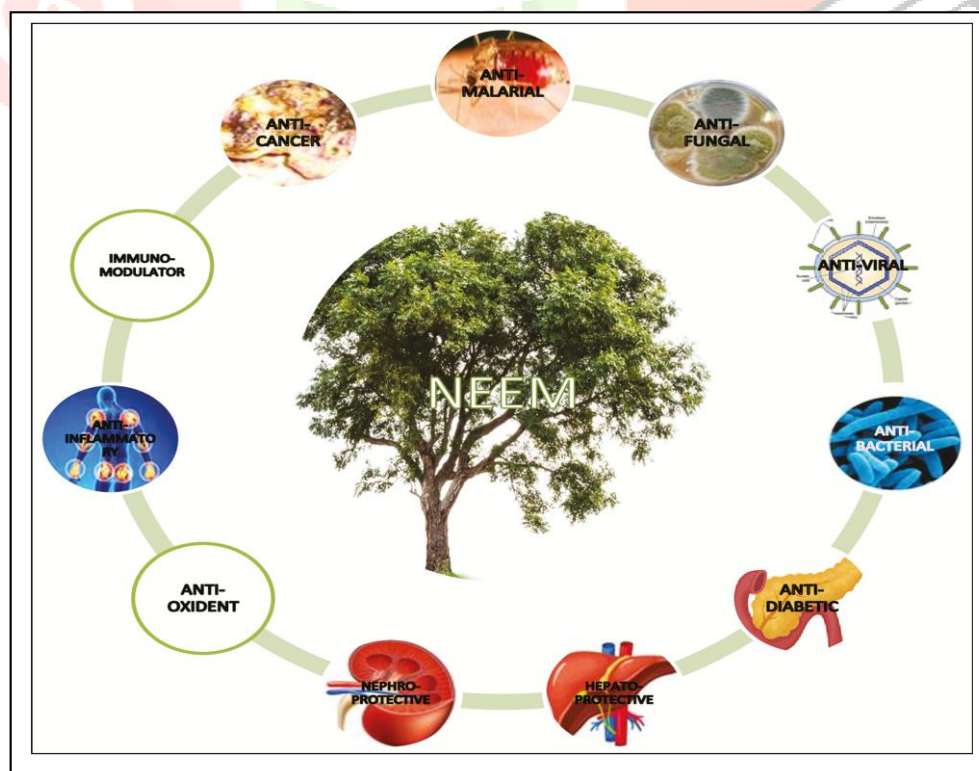 ANTI-
MALARIAL
ANTI-
FUNGAL
ANTI-VIRAL
ANTI-
BACTERIAL
ANTI-
DIABETIC
HEPATO-
PROTECTIVE
NEPHRO-
PROTECTIVE
ANTI-
OXIDENT
ANTI-
INFLAMMATO
RY
IMMUNO-
MODULATOR
ANTI-
CANCER
NEEM